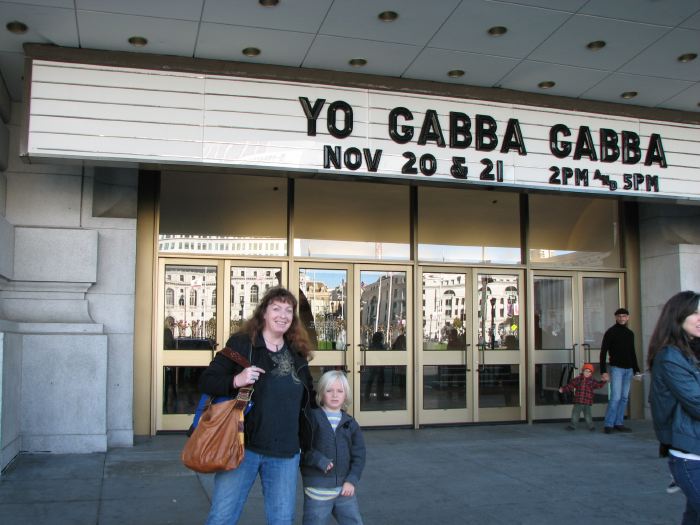 YO GABBA GABBA
NOV 20 & 21 2PM AND 5PM